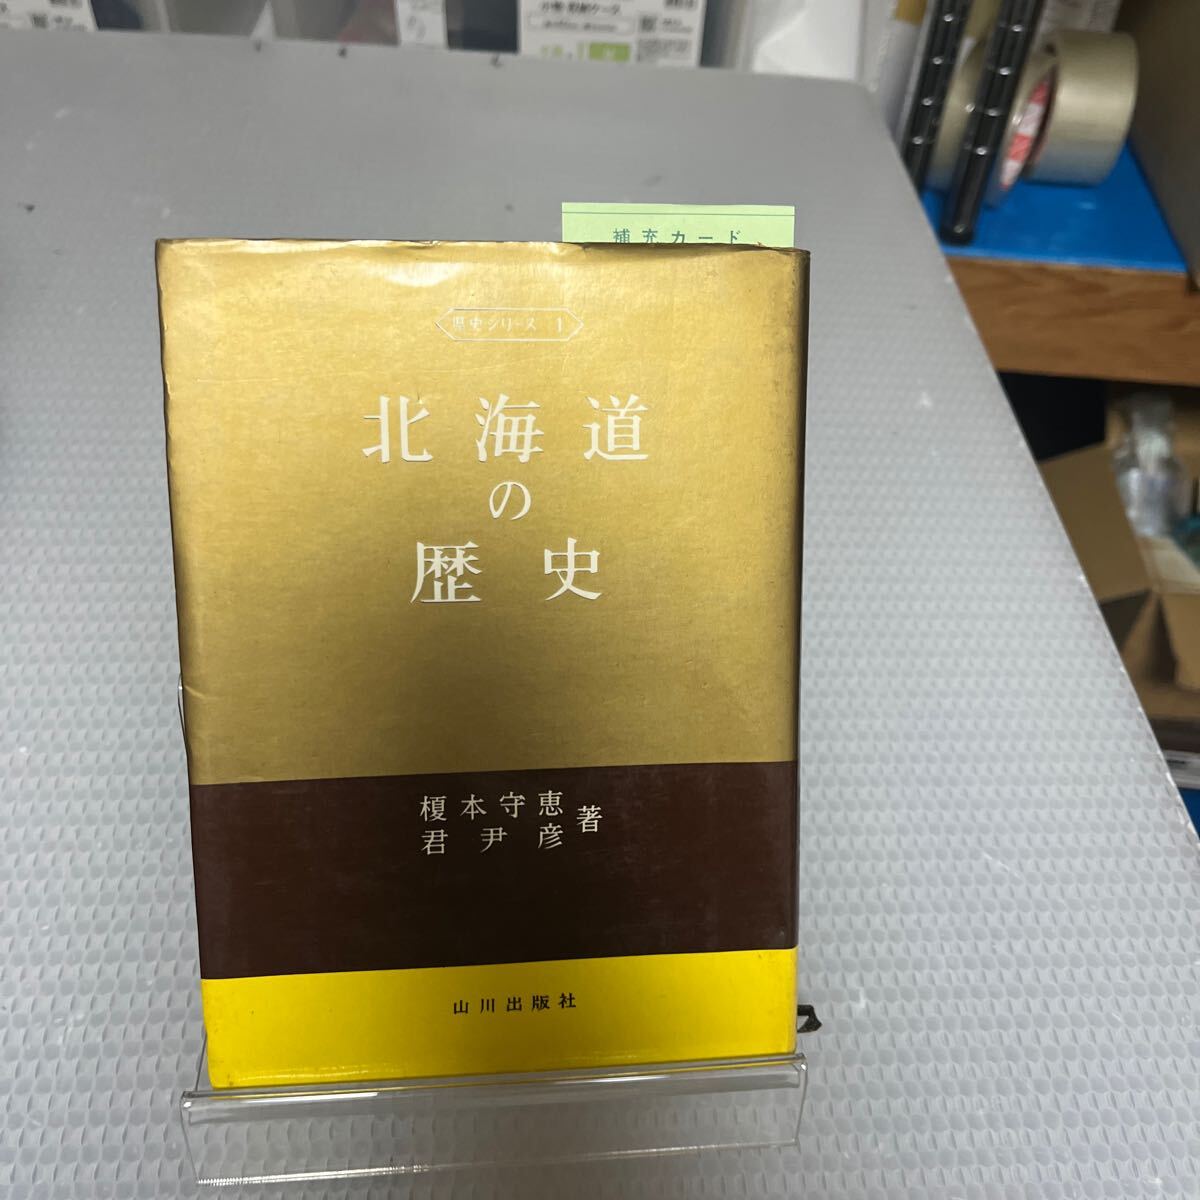 補充カード
県史シリーズ 1
北海道
の
歴史
榎本守恵
君尹彦
著
山川出版社